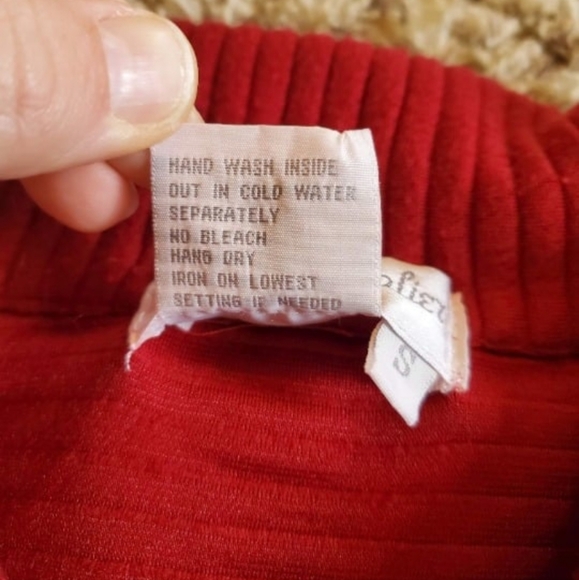 HAND WASH INSIDE
OUT IN COLD WATER
SEPARATELY
NO BLEACH
HANG DRY
IRON ON LOWEST
SETTING IF NEEDED
S